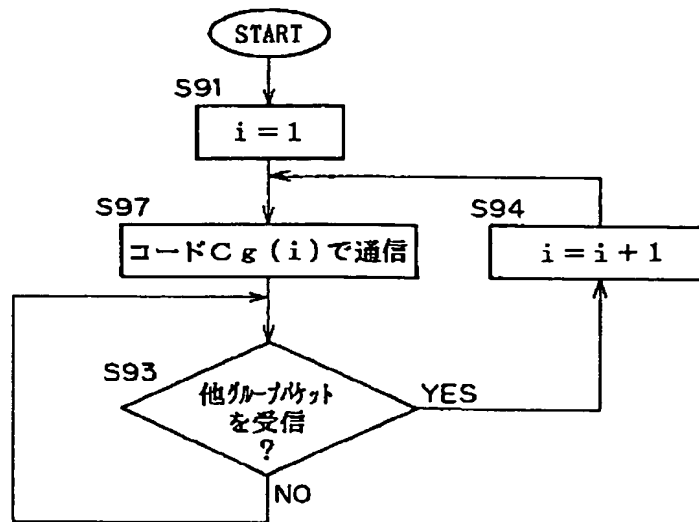 START
S91
i = 1
S97
コードCg(i)で通信
S94
i = i + 1
S93
他グループパケット
を受信
?
YES
NO